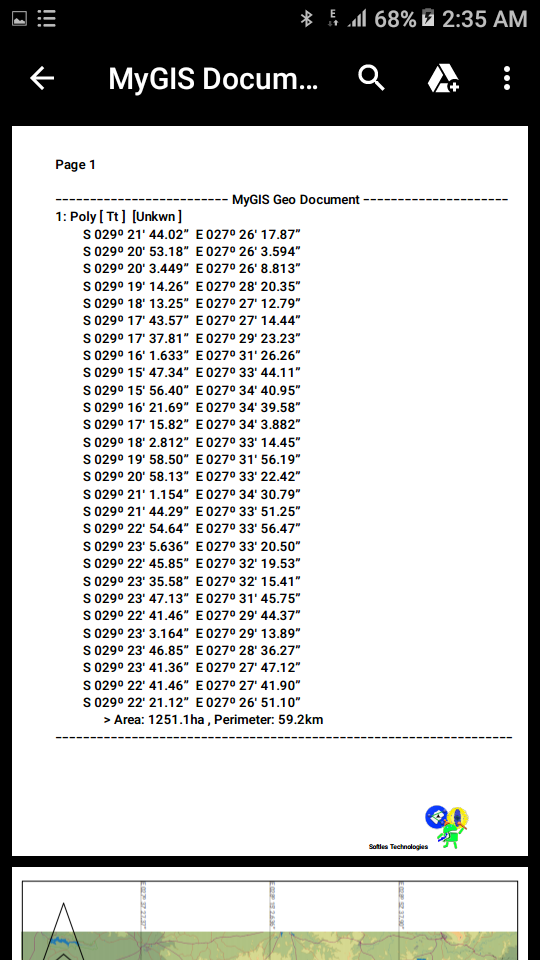 E
68%
2:35 AM
MyGIS Docum...
Page 1
------------------------- MyGIS Geo Document ---------------------
1: Poly [ Tt ] [Unkwn ]
S 029º 21' 44.02” E 027º 26' 17.87”
S 029º 20' 53.18” E 027º 26' 3.594”
S 029º 20' 3.449” E 027º 26' 8.813”
S 029º 19' 14.26” E 027º 28' 20.35”
S 029º 18' 13.25” E 027º 27' 12.79”
S 029º 17' 43.57” E 027º 27' 14.44”
S 029º 17' 37.81” E 027º 29' 23.23”
S 029º 16' 1.633” E 027º 31' 26.26”
S 029º 15' 47.34” E 027º 33' 44.11”
S 029º 15' 56.40” E 027º 34' 40.95”
S 029º 16' 21.69” E 027º 34' 39.58”
S 029º 17' 15.82” E 027º 34' 3.882”
S 029º 18' 2.812” E 027º 33' 14.45”
S 029º 19' 58.50” E 027º 31' 56.19”
S 029º 20' 58.13” E 027º 33' 22.42”
S 029º 21' 1.154” E 027º 34' 30.79”
S 029º 21' 44.29” E 027º 33' 51.25”
S 029º 22' 54.64” E 027º 33' 56.47”
S 029º 23' 5.636” E 027º 33' 20.50”
S 029º 22' 45.85” E 027º 32' 19.53”
S 029º 23' 35.58” E 027º 32' 15.41”
S 029º 23' 47.13” E 027º 31' 45.75”
S 029º 22' 41.46” E 027º 29' 44.37”
S 029º 23' 3.164” E 027º 29' 13.89”
S 029º 23' 46.85” E 027º 28' 36.27”
S 029º 23' 41.36” E 027º 27' 47.12”
S 029º 22' 41.46” E 027º 27' 41.90”
S 029º 22' 21.12” E 027º 26' 51.10”
> Area: 1251.1ha , Perimeter: 59.2km
Softles Technologies